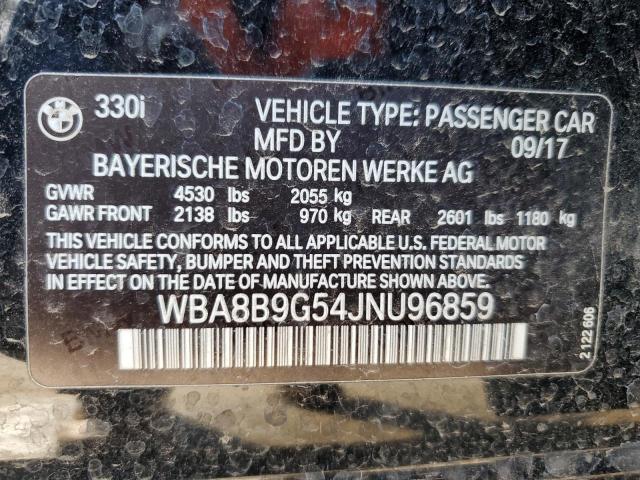 BMW
330i
VEHICLE TYPE: PASSENGER CAR
MFD BY 09/17
BAYERISCHE MOTOREN WERKE AG
GVWR 4530 lbs 2055 kg
GAWR FRONT 2138 lbs 970 kg REAR 2601 lbs 1180 kg
THIS VEHICLE CONFORMS TO ALL APPLICABLE U.S. FEDERAL MOTOR
VEHICLE SAFETY, BUMPER AND THEFT PREVENTION STANDARDS
IN EFFECT ON THE DATE OF MANUFACTURE SHOWN ABOVE.
WBA8B9G54JNU96859
2 122 606